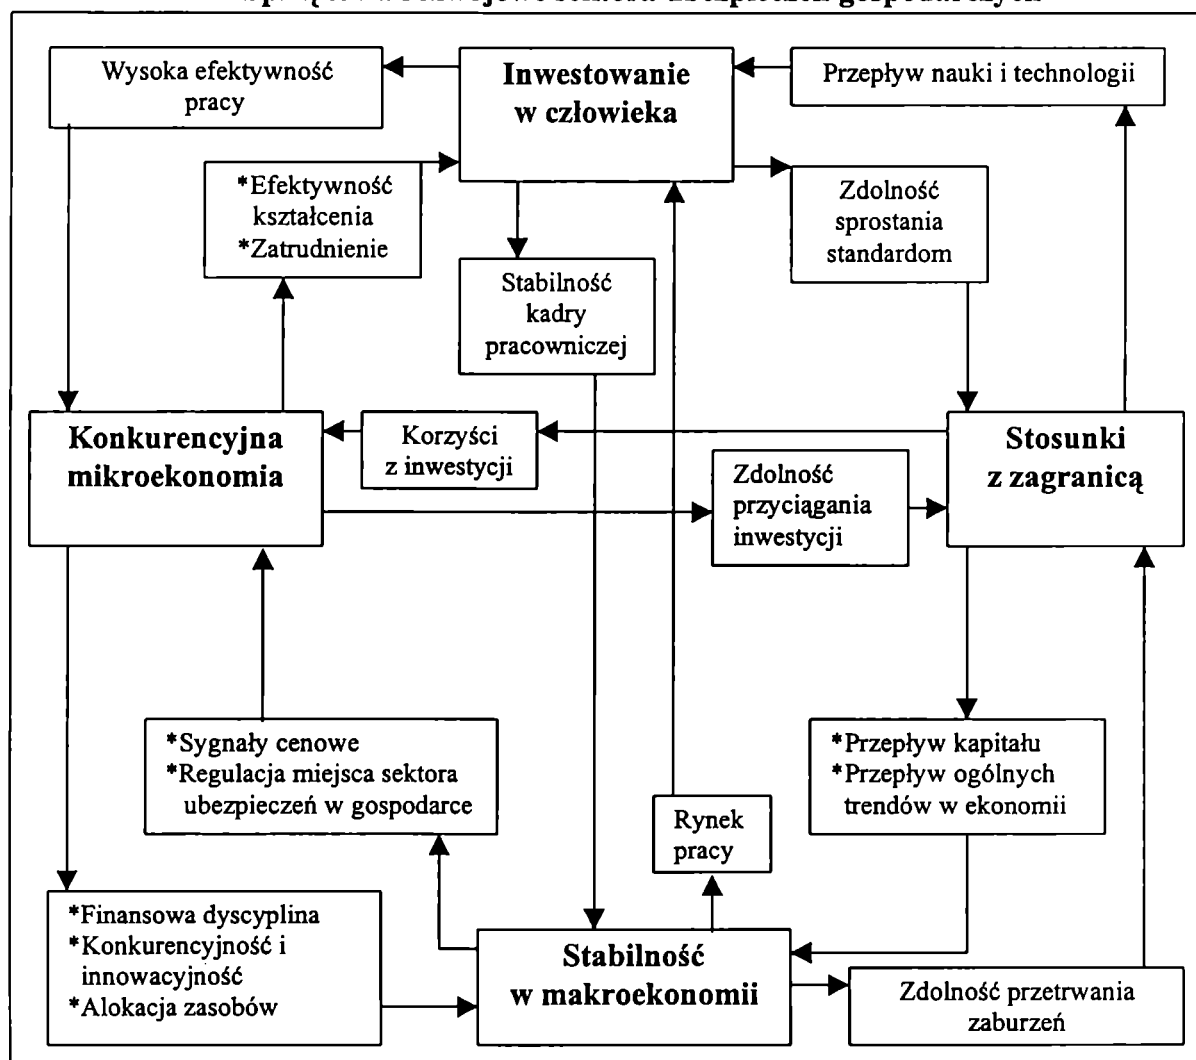 gospodarczych
Wysoka efektywność
pracy
Inwestowanie
w człowieka
Przepływ nauki i technologii
*Efektywność
kształcenia
*Zatrudnienie
Zdolność
sprostania
standardom
Stabilność
kadry
pracowniczej
Konkurencyjna
mikroekonomia
Korzyści
z inwestycji
Stosunki
z zagranicą
Zdolność
przyciągania
inwestycji
*Sygnały cenowe
*Regulacja miejsca sektora
ubezpieczeń w gospodarce
*Przepływ kapitału
*Przepływ ogólnych
trendów w ekonomii
Rynek
pracy
*Finansowa dyscyplina
*Konkurencyjność i
innowacyjność
*Alokacja zasobów
Stabilność
w makroekonomii
Zdolność przetrwania
zaburzeń